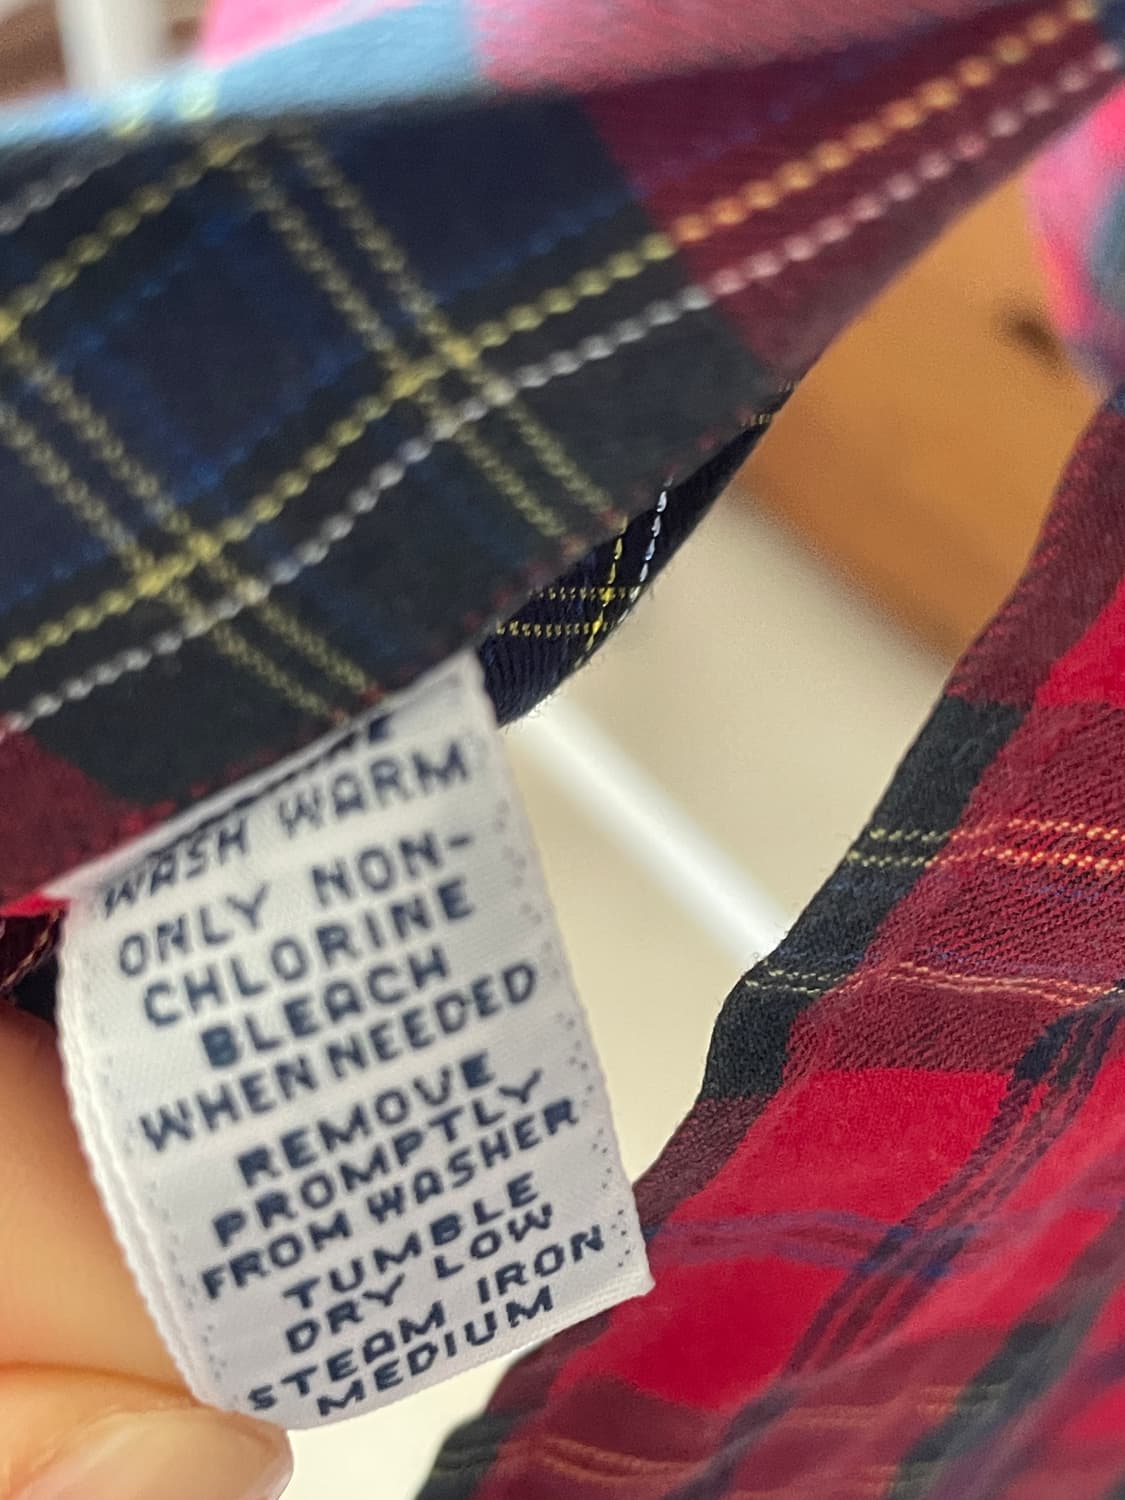 WASH WARM
ONLY NON-
CHLORINE
BLEACH
WHEN NEEDED
REMOVE
PROMPTLY
FROM WASHER
TUMBLE
DRY LOW
STEAM IRON
MEDIUM